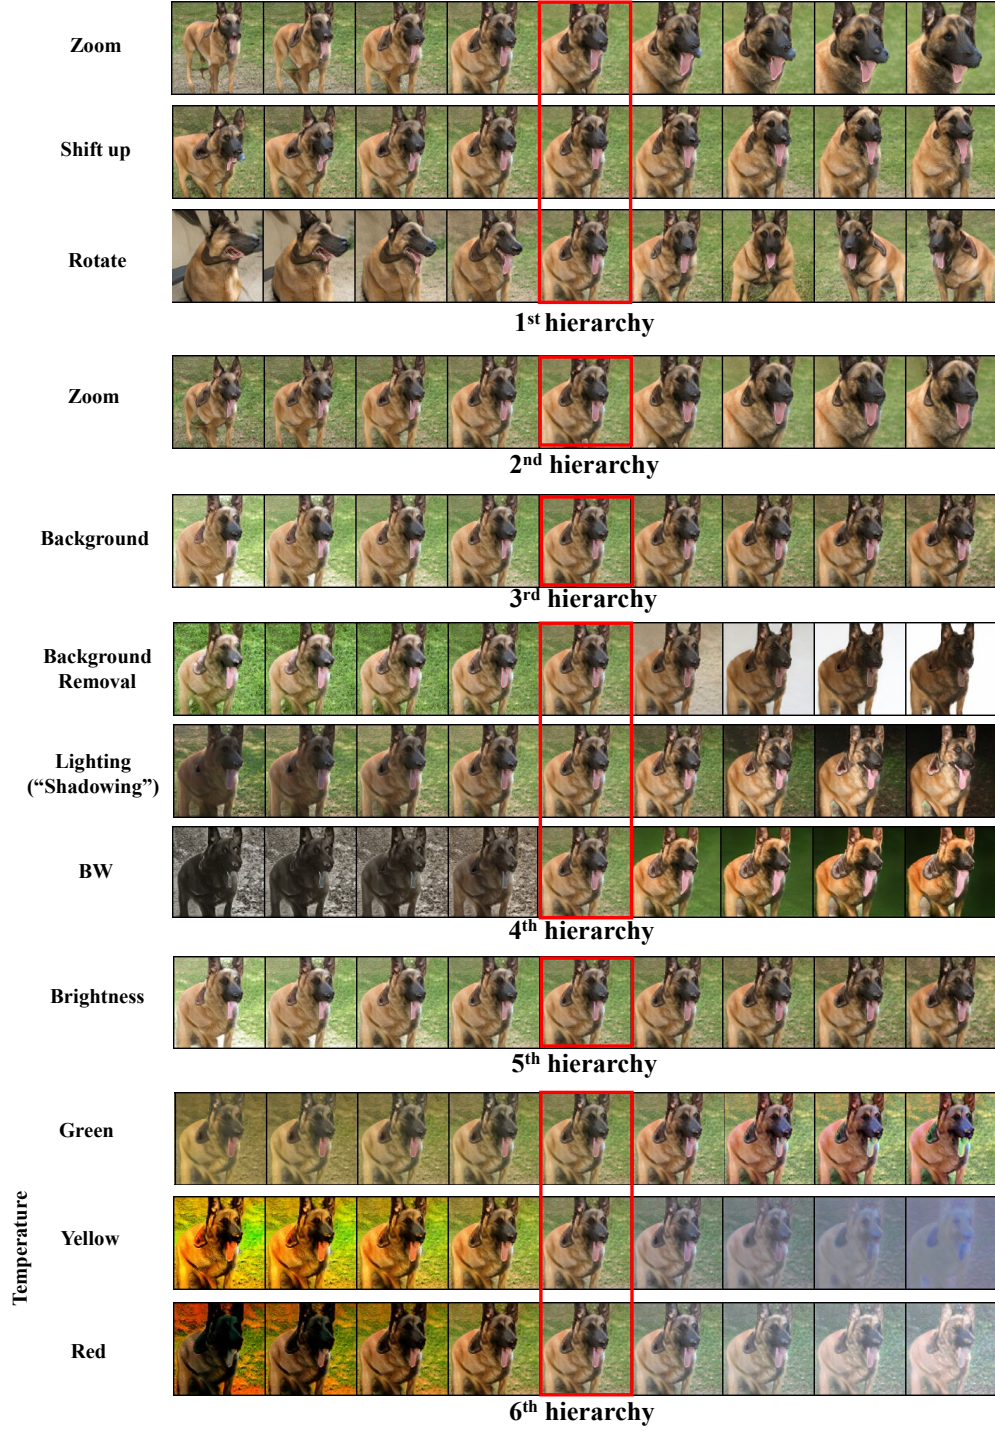 Zoom
Shift up
Rotate
1st hierarchy
Zoom
2nd hierarchy
Background
3rd hierarchy
Background
Removal
Lighting
(“Shadowing”)
BW
4th hierarchy
Brightness
5th hierarchy
Temperature
Green
Yellow
Red
6th hierarchy